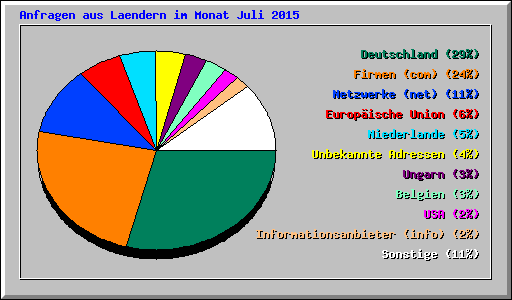 Anfragen aus Laendern im Monat Juli 2015
Deutschland (29%)
Firmen (com) (24%)
Netzwerke (net) (11%)
Europäische Union (6%)
Niederlande (5%)
Unbekannte Adressen (4%)
Ungarn (3%)
Belgien (3%)
USA (2%)
Informationsanbieter (info) (2%)
Sonstige (11%)